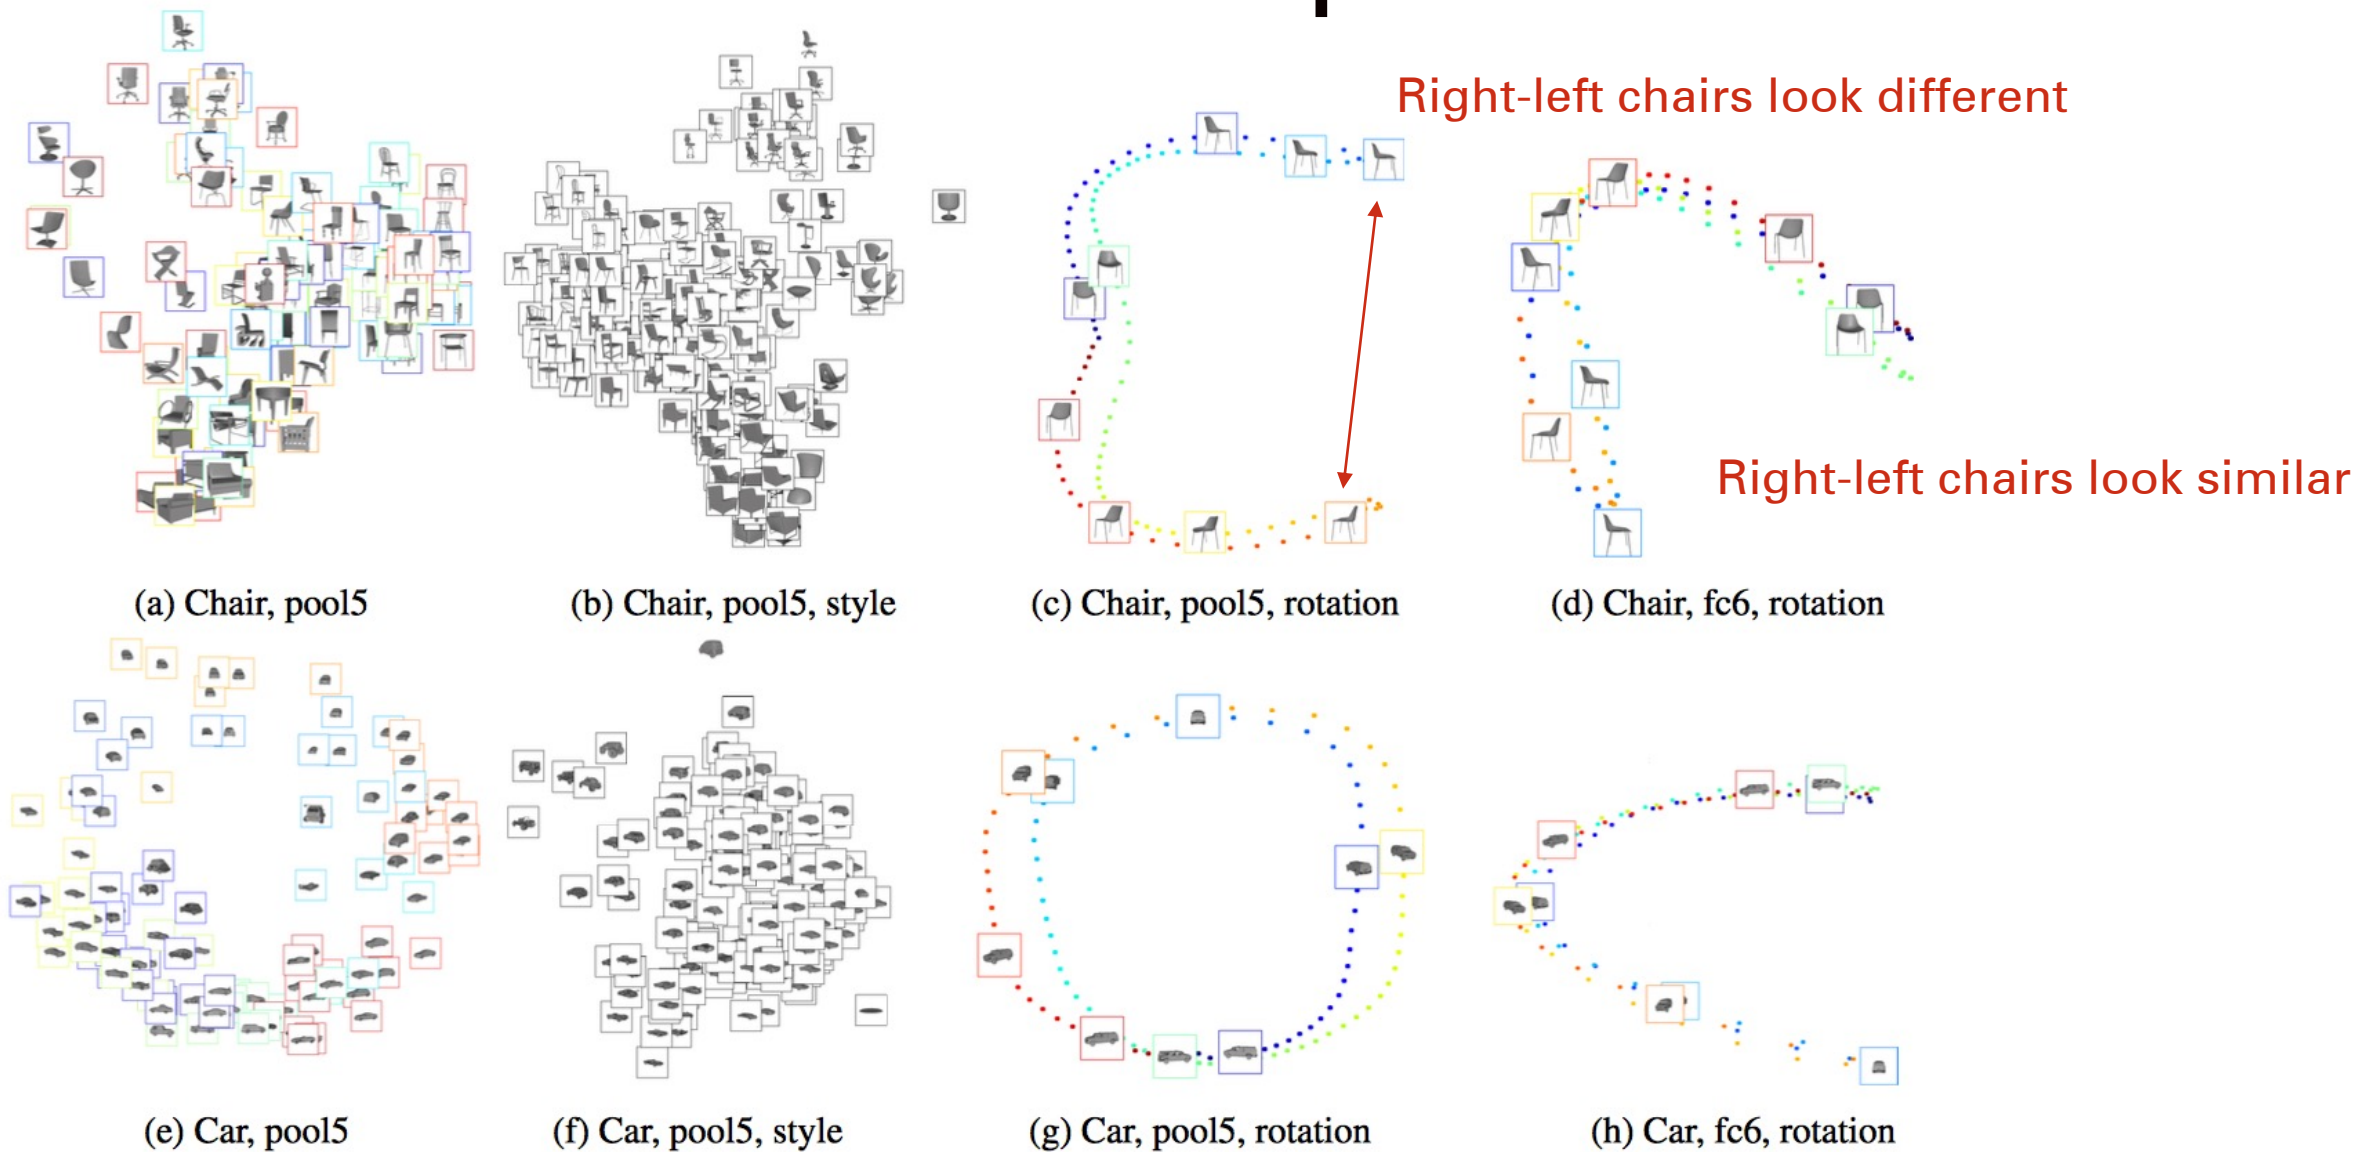 Right-left chairs look different
Right-left chairs look similar
(a) Chair, pool5
(b) Chair, pool5, style
(c) Chair, pool5, rotation
(d) Chair, fc6, rotation
(e) Car, pool5
(f) Car, pool5, style
(g) Car, pool5, rotation
(h) Car, fc6, rotation